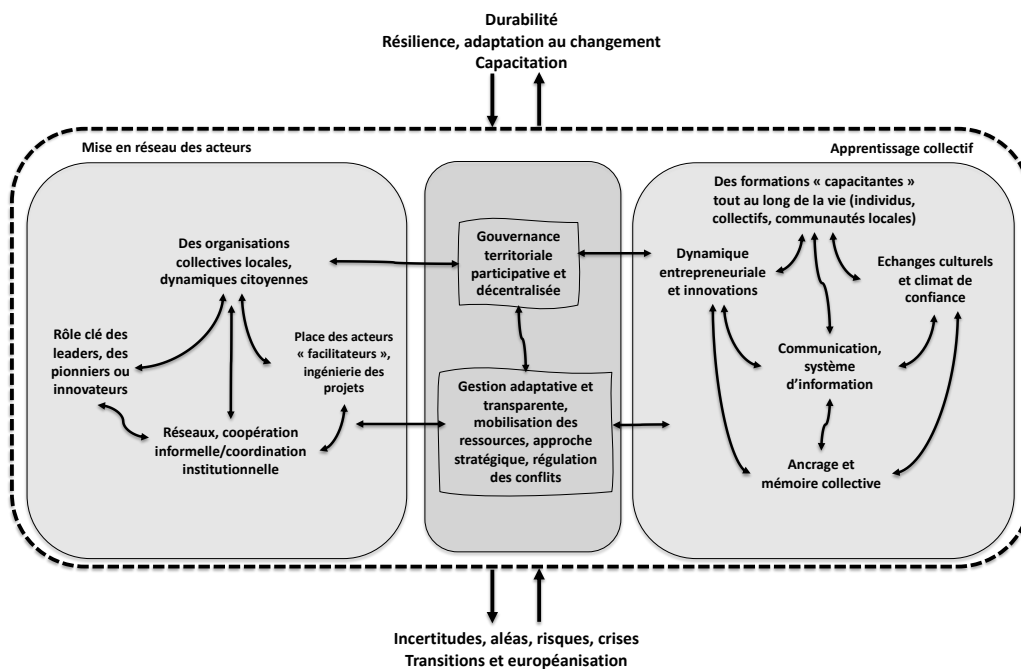 Durabilité
Résilience, adaptation au changement
Capacitation
Mise en réseau des acteurs
Apprentissage collectif
Des organisations
collectives locales,
dynamiques citoyennes
Rôle clé des
leaders, des
pionniers ou
innovateurs
Place des acteurs
« facilitateurs »,
ingénierie des
projets
Réseaux, coopération
informelle/coordination
institutionnelle
Gouvernance
territoriale
participative et
décentralisée
Gestion adaptative et
transparente,
mobilisation des
ressources, approche
stratégique, régulation
des conflits
Des formations « capacitantes »
tout au long de la vie (individus,
collectifs, communautés locales)
Dynamique
entrepreneuriale
et innovations
Echanges culturels
et climat de
confiance
Communication,
système
d’information
Ancrage et
mémoire collective
Incertitudes, aléas, risques, crises
Transitions et européanisation